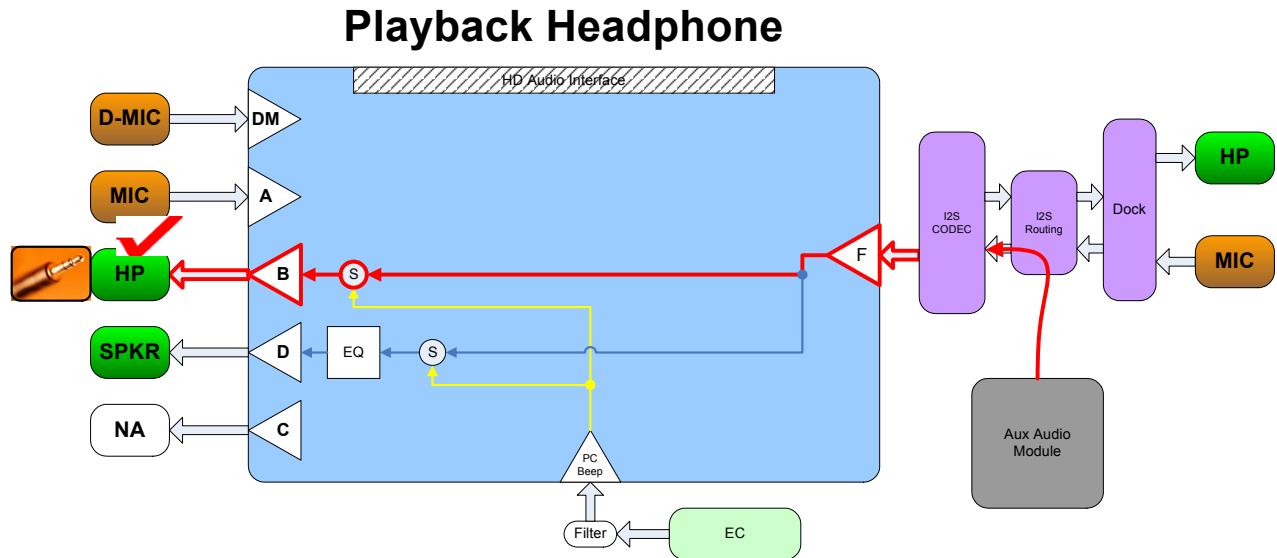 Playback Headphone
HD Audio Interface
D-MIC
DM
MIC
A
HP
B
S
F
I2S
CODEC
I2S
Routing
Dock
HP
MIC
SPKR
D
EQ
S
NA
C
PC
Beep
Aux Audio
Module
Filter
EC